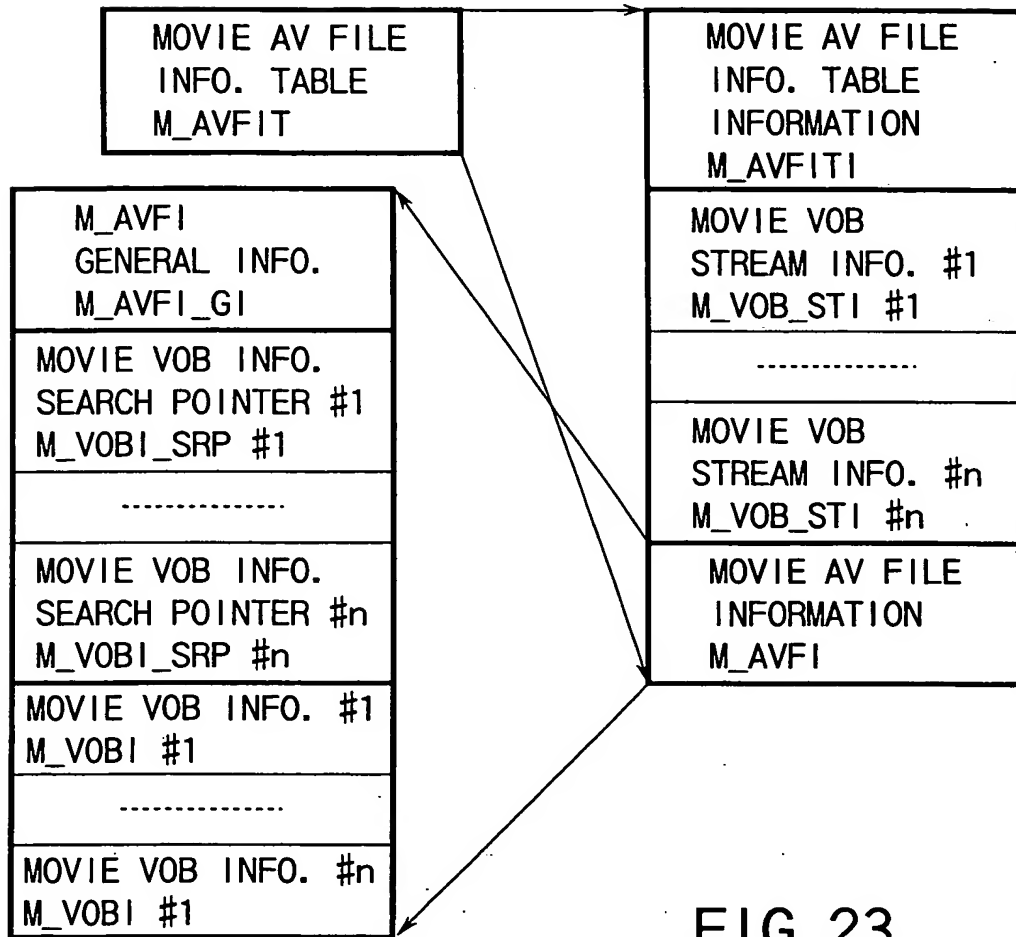 MOVIE AV FILE
INFO. TABLE
M_AVFIT
MOVIE AV FILE
INFO. TABLE
INFORMATION
M_AVFITI
MOVIE VOB
STREAM INFO. #1
M_VOB_STI #1
---------------
MOVIE VOB
STREAM INFO. #n
M_VOB_STI #n
MOVIE AV FILE
INFORMATION
M_AVFI
M_AVFI
GENERAL INFO.
M_AVFI_GI
MOVIE VOB INFO.
SEARCH POINTER #1
M_VOBI_SRP #1
---------------
MOVIE VOB INFO.
SEARCH POINTER #n
M_VOBI_SRP #n
MOVIE VOB INFO. #1
M_VOBI #1
---------------
MOVIE VOB INFO. #n
M_VOBI #1
FIG. 23